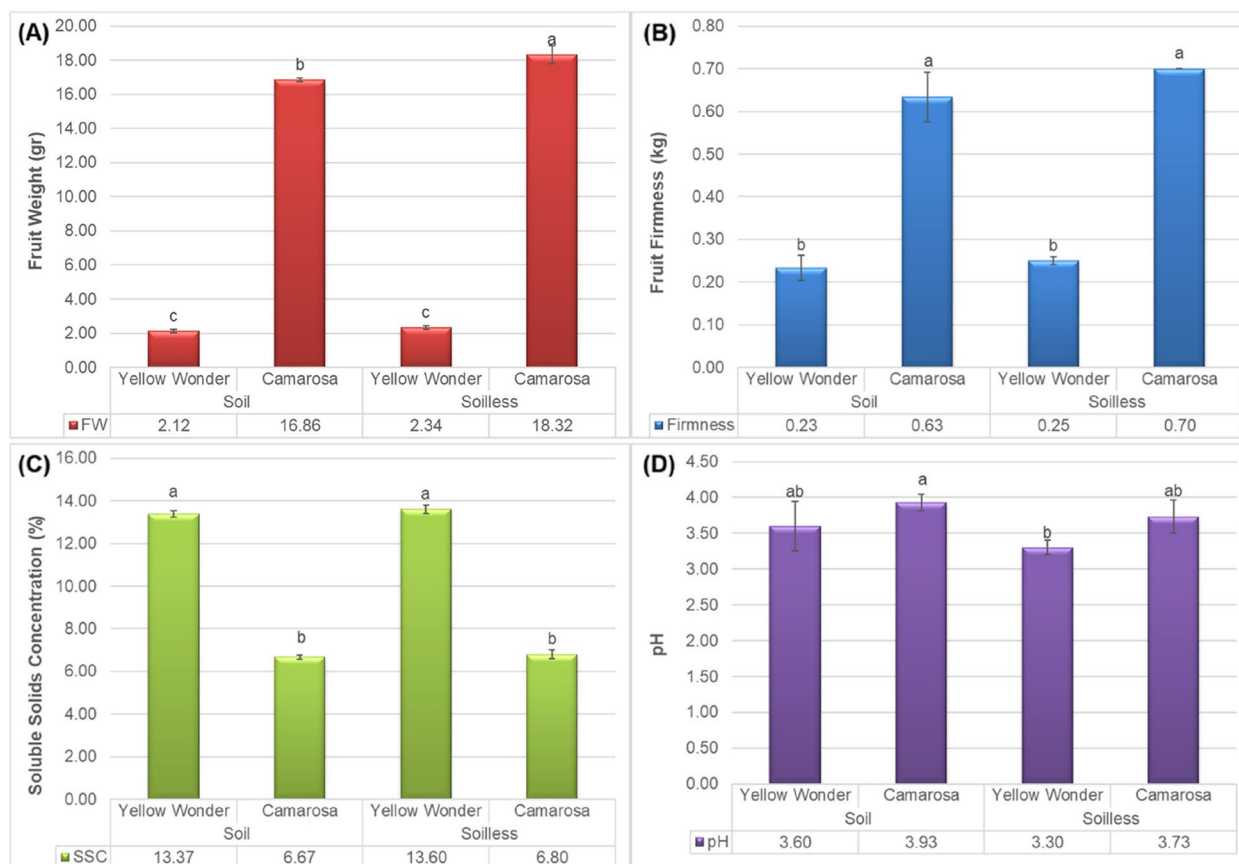 (A)
20.00
18.00
16.00
14.00
12.00
10.00
8.00
6.00
4.00
2.00
0.00
Fruit Weight (gr)
c
b
c
a
Yellow Wonder Camarosa Yellow Wonder Camarosa
Soil Soilless
FW 2.12 16.86 2.34 18.32
(B)
0.80
0.70
0.60
0.50
0.40
0.30
0.20
0.10
0.00
Fruit Firmness (kg)
b
a
b
a
Yellow Wonder Camarosa Yellow Wonder Camarosa
Soil Soilless
Firmness 0.23 0.63 0.25 0.70
(C)
16.00
14.00
12.00
10.00
8.00
6.00
4.00
2.00
0.00
Soluble Solids Concentration (%)
a
b
a
b
Yellow Wonder Camarosa Yellow Wonder Camarosa
Soil Soilless
SSC 13.37 6.67 13.60 6.80
(D)
4.50
4.00
3.50
3.00
2.50
2.00
1.50
1.00
0.50
0.00
pH
ab
a
b
ab
Yellow Wonder Camarosa Yellow Wonder Camarosa
Soil Soilless
pH 3.60 3.93 3.30 3.73